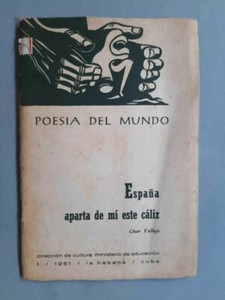 POESIA DEL MUNDO
España
aparta de mí este cáliz
César Vallejo
dirección de cultura ministerio de educación
1 / 1961 / la habana / cuba